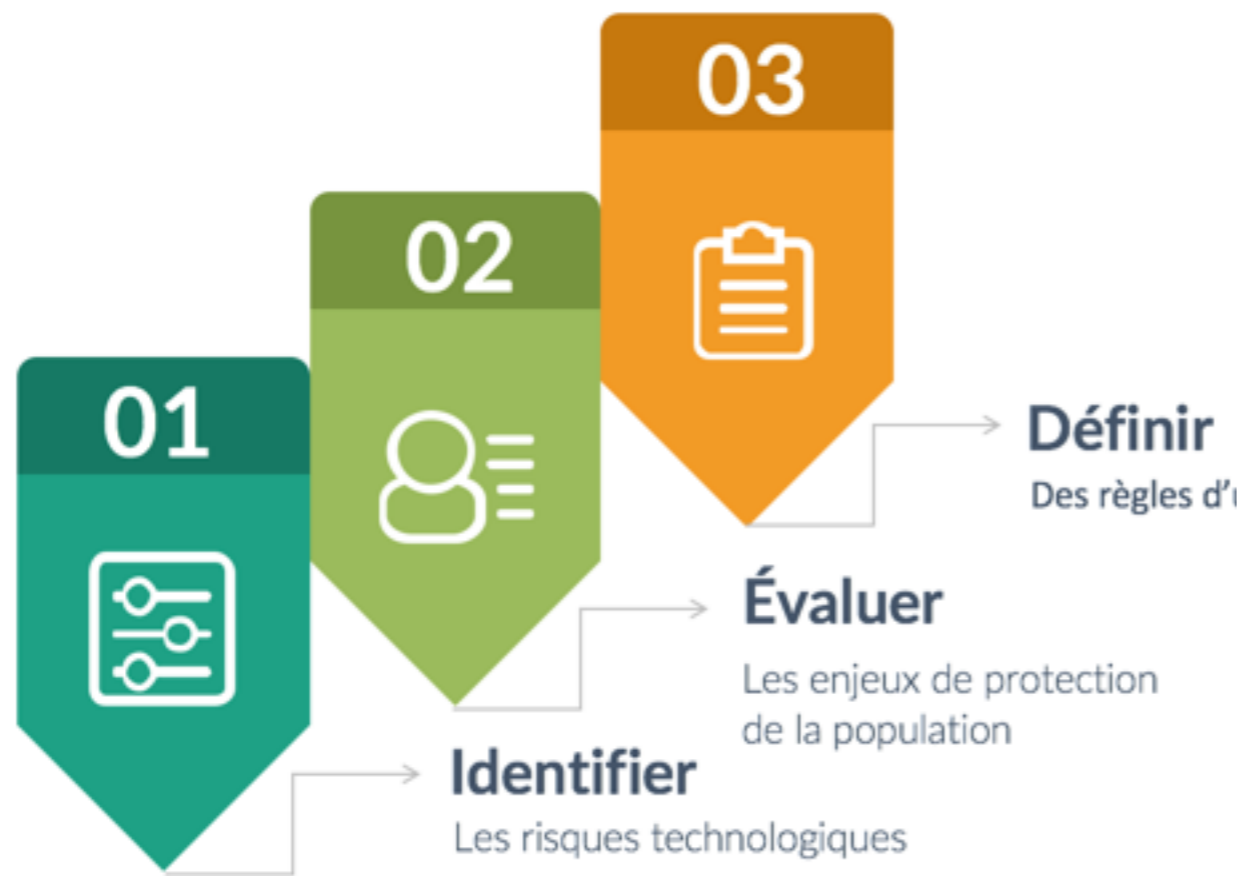 01
Identifier
Les risques technologiques
02
Évaluer
Les enjeux de protection
de la population
03
Définir
Des règles